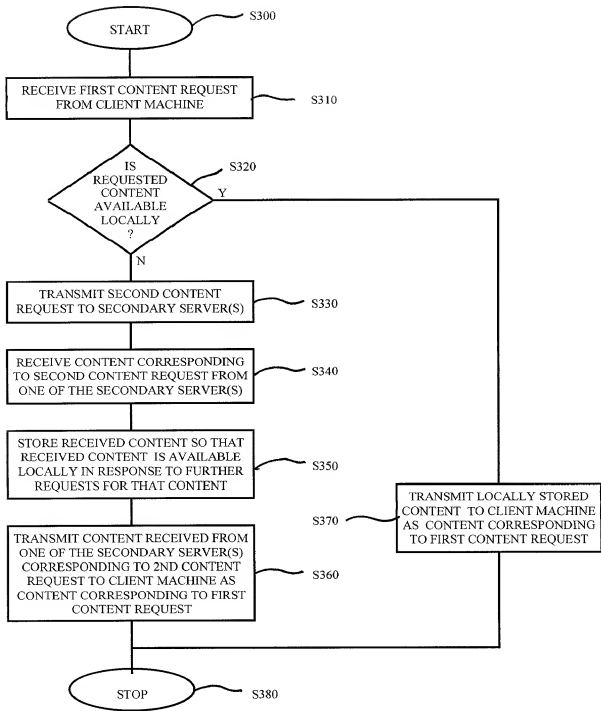 START
S300
RECEIVE FIRST CONTENT REQUEST
FROM CLIENT MACHINE
S310
IS
REQUESTED
CONTENT
AVAILABLE
LOCALLY
?
S320
Y
N
TRANSMIT SECOND CONTENT
REQUEST TO SECONDARY SERVER(S)
S330
RECEIVE CONTENT CORRESPONDING
TO SECOND CONTENT REQUEST FROM
ONE OF THE SECONDARY SERVER(S)
S340
STORE RECEIVED CONTENT SO THAT
RECEIVED CONTENT IS AVAILABLE
LOCALLY IN RESPONSE TO FURTHER
REQUESTS FOR THAT CONTENT
S350
TRANSMIT LOCALLY STORED
CONTENT TO CLIENT MACHINE
AS CONTENT CORRESPONDING
TO FIRST CONTENT REQUEST
S370
TRANSMIT CONTENT RECEIVED FROM
ONE OF THE SECONDARY SERVER(S)
CORRESPONDING TO 2ND CONTENT
REQUEST TO CLIENT MACHINE AS
CONTENT CORRESPONDING TO FIRST
CONTENT REQUEST
S360
STOP
S380